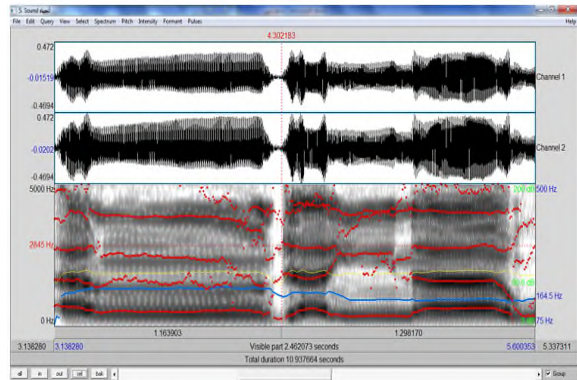 5. Sound لعبية
File Edit Query View Select Spectrum Pitch Intensity Formant Pulses
4.302183
0.472
-0.01519
-0.4694
Channel 1
0.472
-0.0202
-0.4694
Channel 2
5000 Hz
200 dB 500 Hz
2845 Hz
164.5 Hz
0 Hz
75 Hz
1.163903 1.298170
3.138280 3.138280 Visible part 2.462073 seconds 5.600353 5.337311
Total duration 10.937664 seconds
all in out sel bak Group